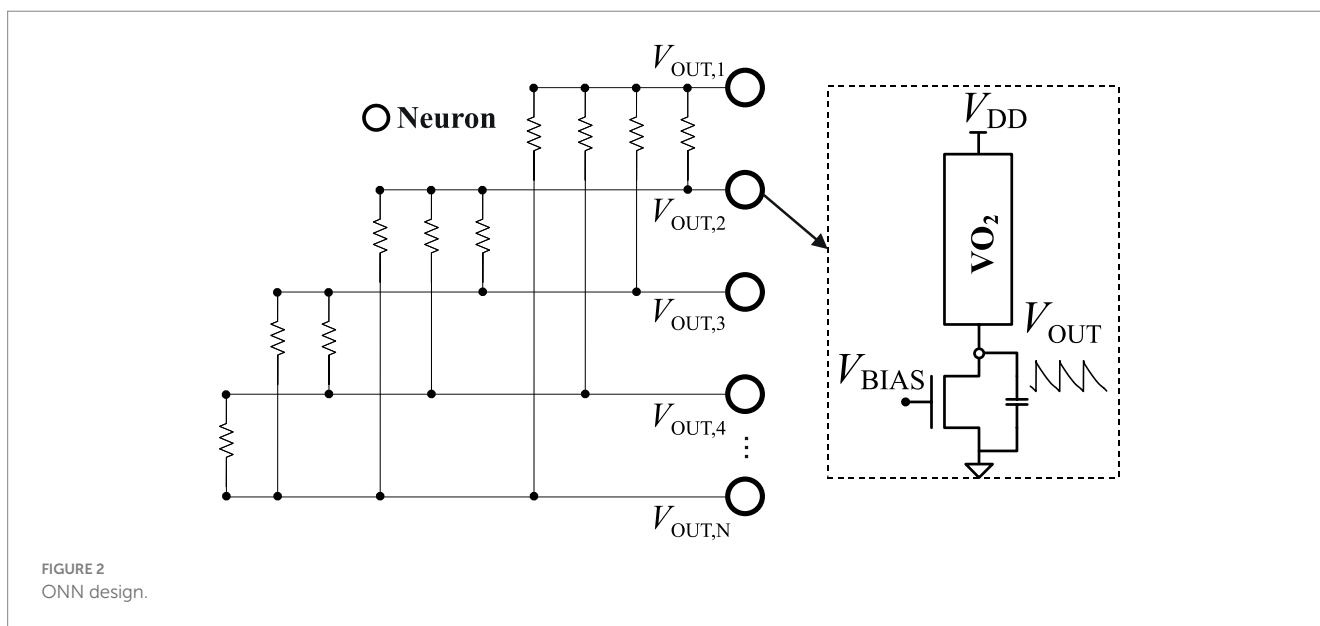 V_OUT,1
Neuron
V_OUT,2
V_OUT,3
V_OUT,4
⋮
V_OUT,N
V_DD
VO₂
V_OUT
V_BIAS
FIGURE 2
ONN design.